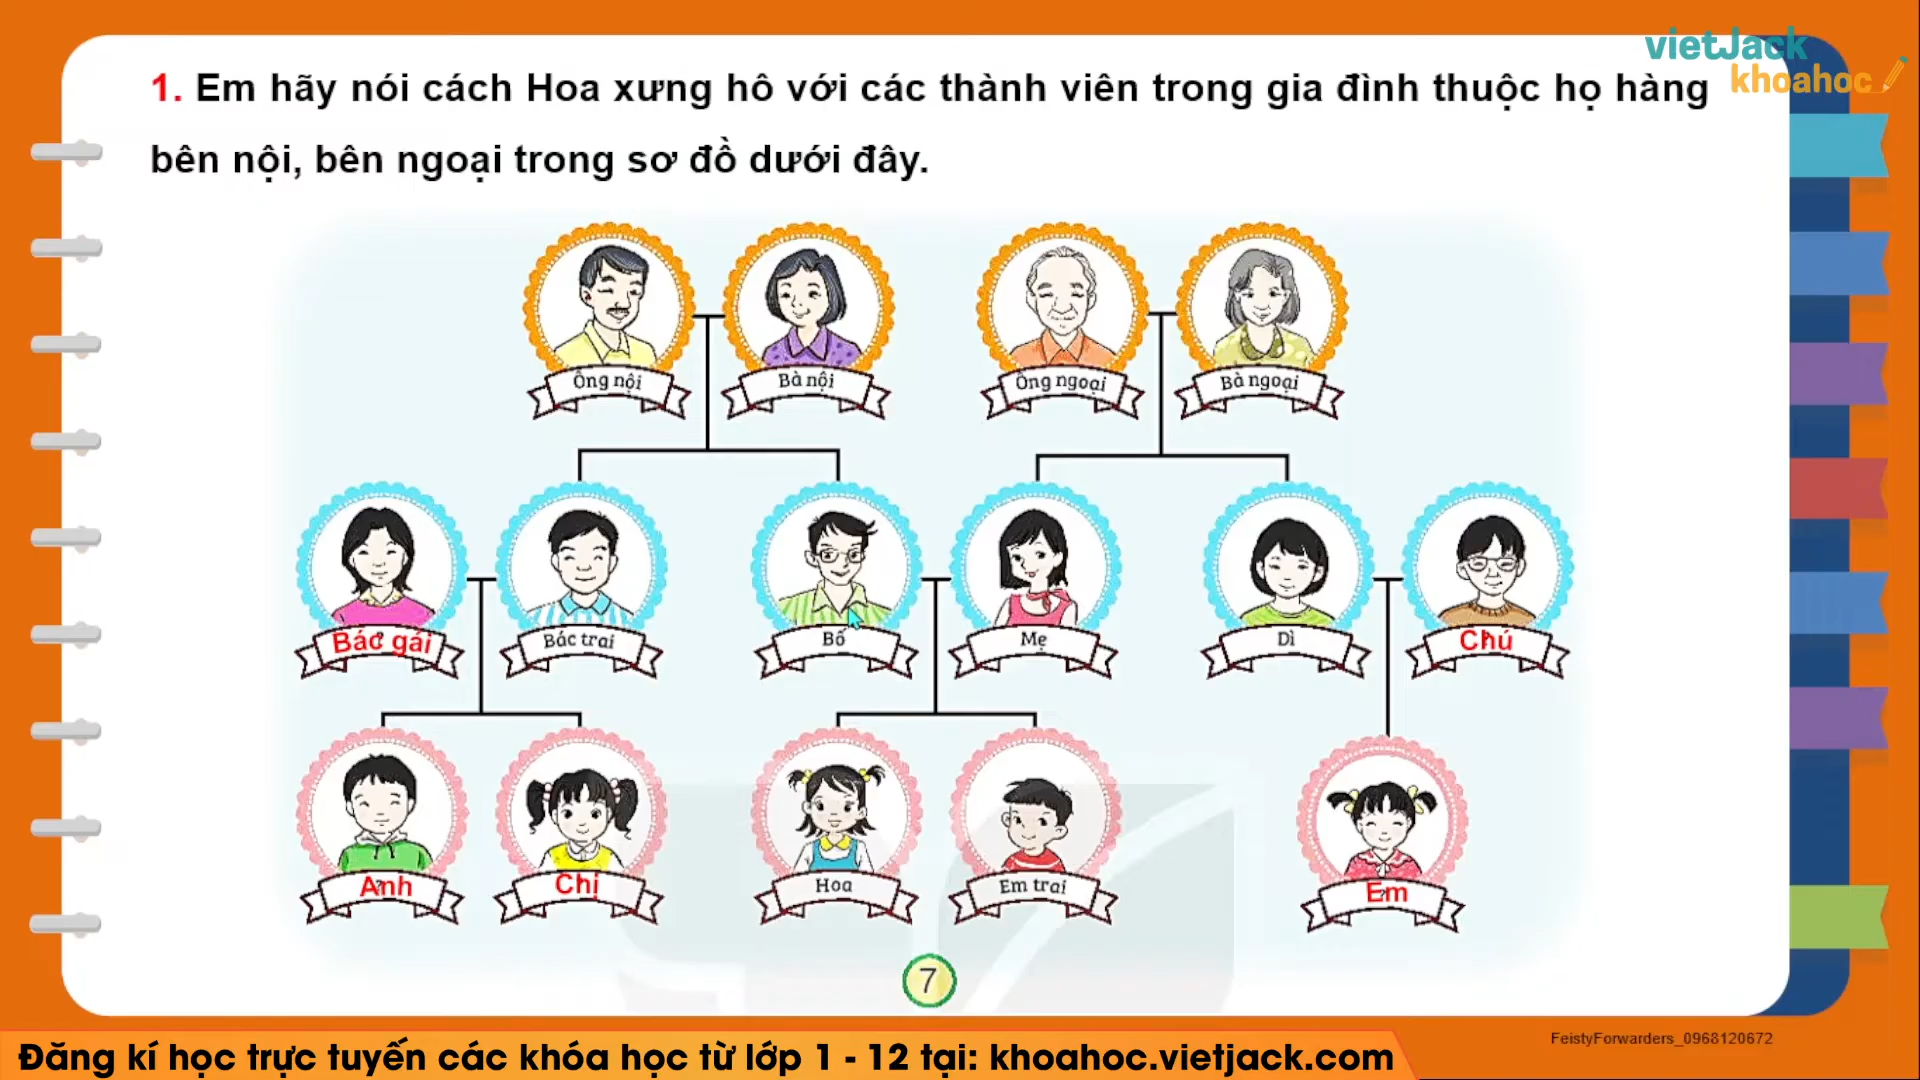 vietJack
khoahoc
1. Em hãy nói cách Hoa xưng hô với các thành viên trong gia đình thuộc họ hàng
bên nội, bên ngoại trong sơ đồ dưới đây.
Ông nội
Bà nội
Ông ngoại
Bà ngoại
Bác gái
Bác trai
Bố
Mẹ
Dì
Chú
Anh
Chị
Hoa
Em trai
Em
7
FeistyForwarders_0968120672
Đăng kí học trực tuyến các khóa học từ lớp 1 - 12 tại: khoahoc.vietjack.com